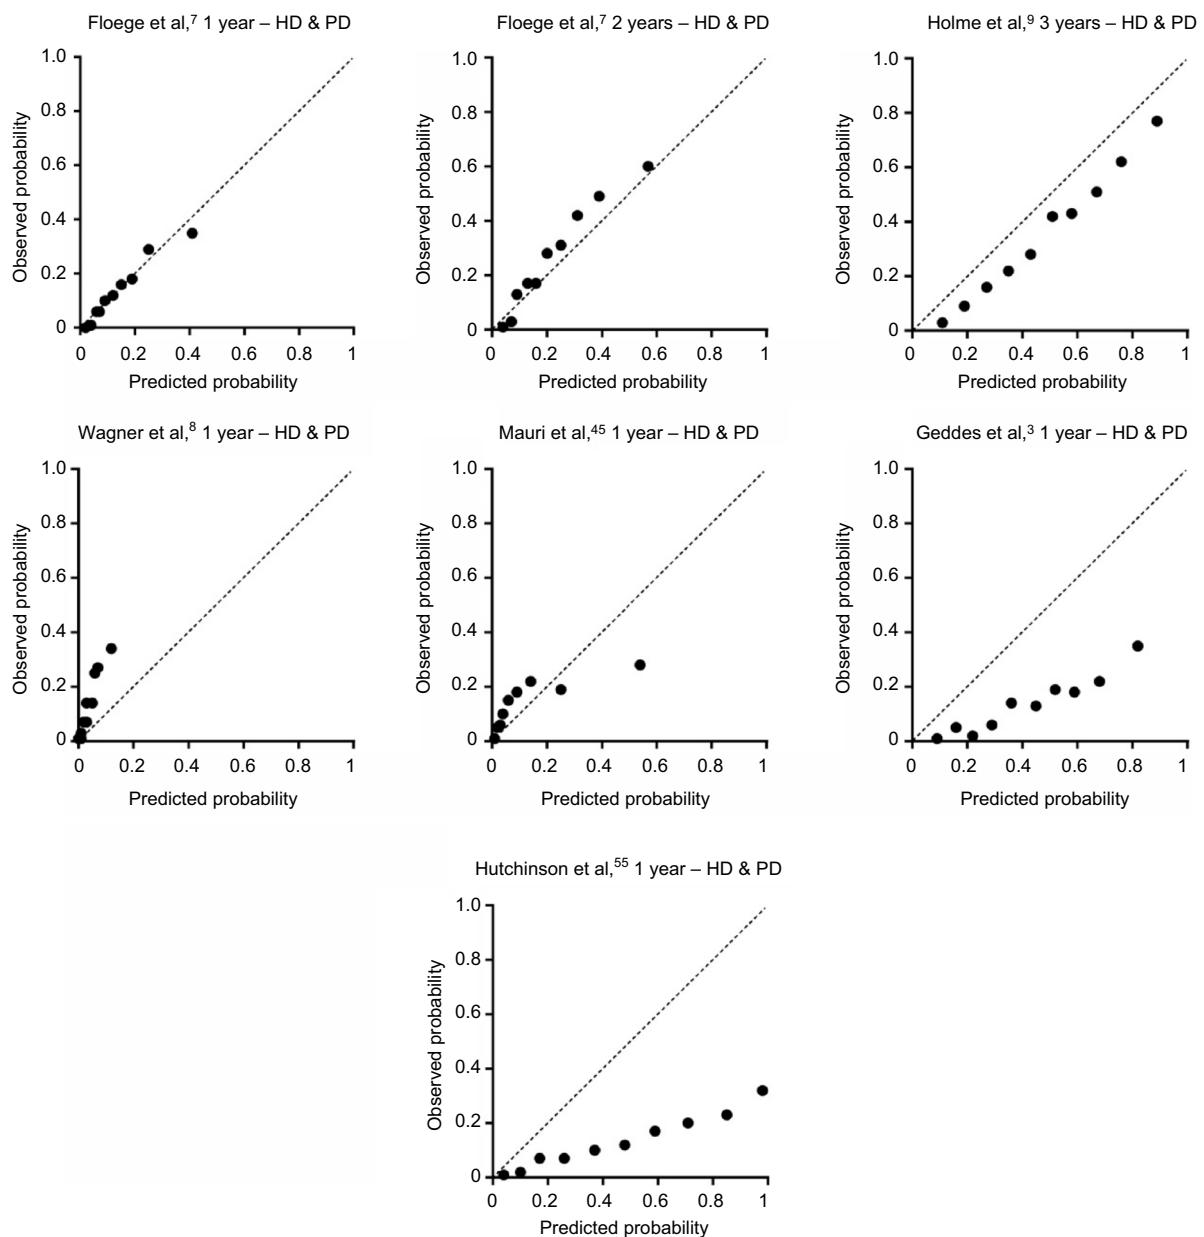 Floege et al,⁷ 1 year – HD & PD
Observed probability
1.0
0.8
0.6
0.4
0.2
0
0 0.2 0.4 0.6 0.8 1
Predicted probability
Floege et al,⁷ 2 years – HD & PD
Observed probability
1.0
0.8
0.6
0.4
0.2
0
0 0.2 0.4 0.6 0.8 1
Predicted probability
Holme et al,⁹ 3 years – HD & PD
Observed probability
1.0
0.8
0.6
0.4
0.2
0
0 0.2 0.4 0.6 0.8 1
Predicted probability
Wagner et al,⁸ 1 year – HD & PD
Observed probability
1.0
0.8
0.6
0.4
0.2
0
0 0.2 0.4 0.6 0.8 1
Predicted probability
Mauri et al,⁴⁵ 1 year – HD & PD
Observed probability
1.0
0.8
0.6
0.4
0.2
0
0 0.2 0.4 0.6 0.8 1
Predicted probability
Geddes et al,³ 1 year – HD & PD
Observed probability
1.0
0.8
0.6
0.4
0.2
0
0 0.2 0.4 0.6 0.8 1
Predicted probability
Hutchinson et al,⁵⁵ 1 year – HD & PD
Observed probability
1.0
0.8
0.6
0.4
0.2
0
0 0.2 0.4 0.6 0.8 1
Predicted probability